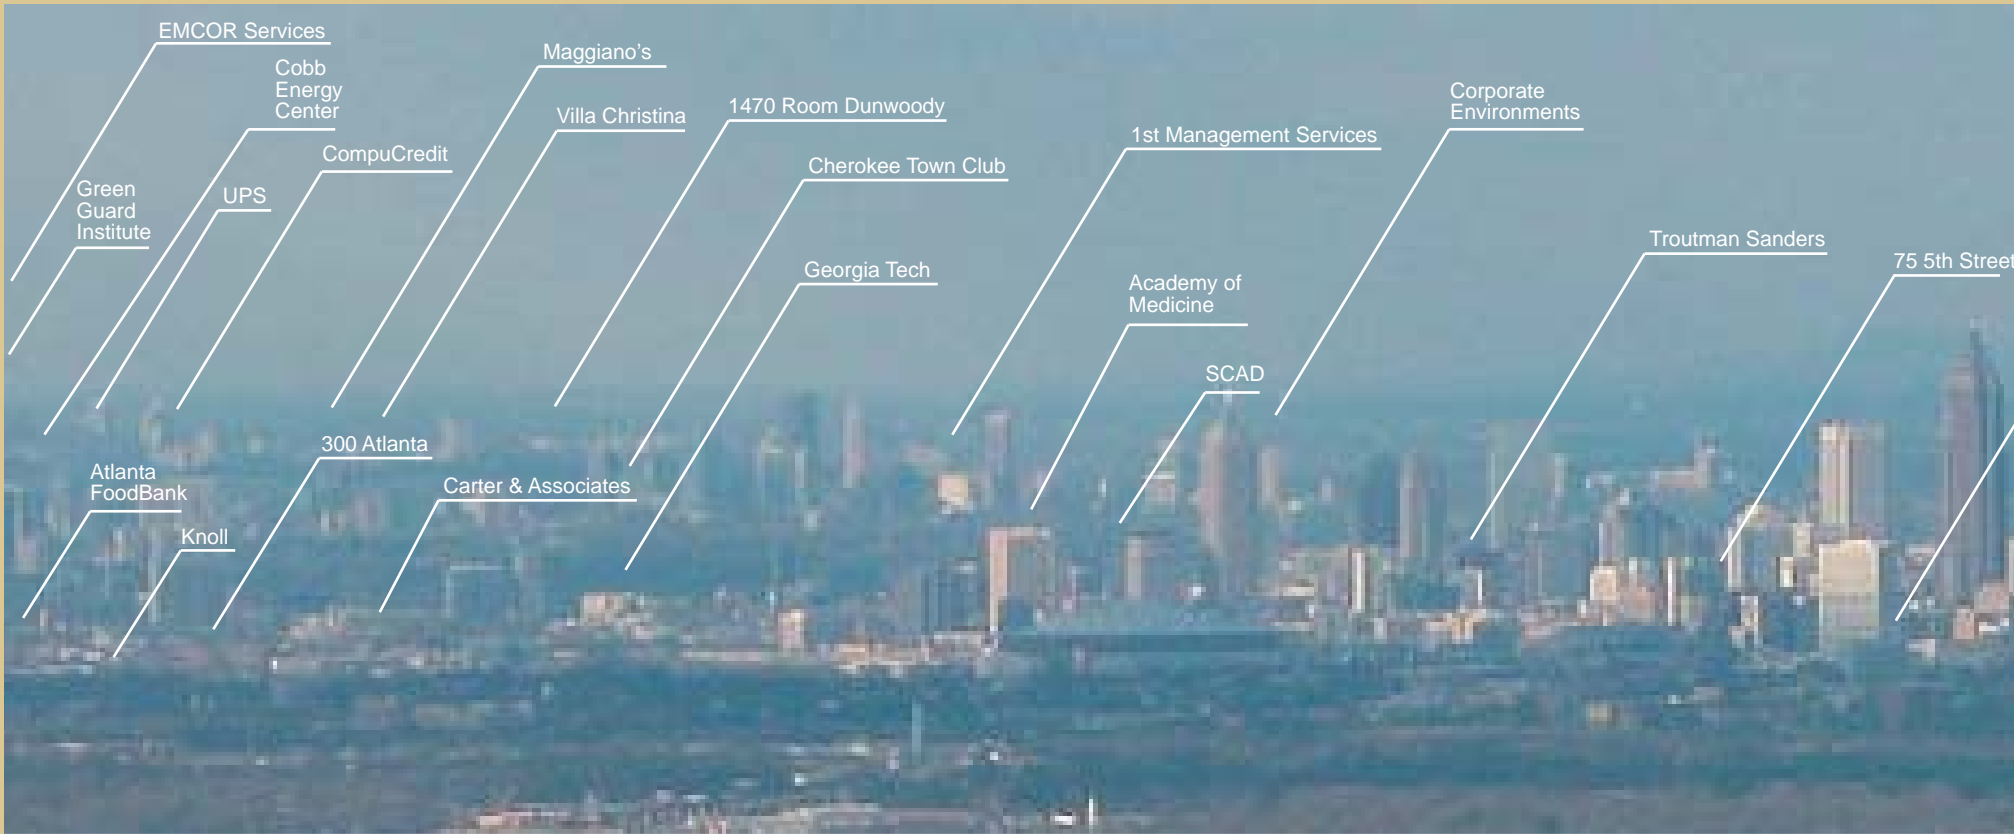 EMCOR Services
Cobb
Energy
Center
Maggiano’s
Villa Christina
1470 Room Dunwoody
Corporate
Environments
1st Management Services
CompuCredit
Cherokee Town Club
Green
Guard
Institute
UPS
Troutman Sanders
75 5th Street
Georgia Tech
Academy of
Medicine
SCAD
300 Atlanta
Atlanta
FoodBank
Carter & Associates
Knoll